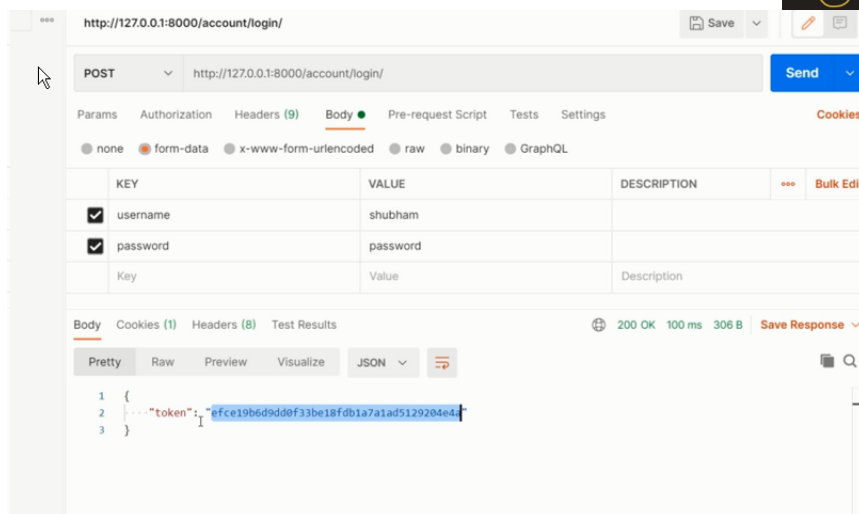 http://127.0.0.1:8000/account/login/ Save
POST http://127.0.0.1:8000/account/login/ Send
Params Authorization Headers (9) Body Pre-request Script Tests Settings Cookies
none form-data x-www-form-urlencoded raw binary GraphQL
KEY VALUE DESCRIPTION Bulk Edi
username shubham
password password
Key Value Description
Body Cookies (1) Headers (8) Test Results 200 OK 100 ms 306 B Save Response
Pretty Raw Preview Visualize JSON
1 {
2 "token": "efce19b6d9dd0f33be18fdb1a7a1ad5129204e4a"
3 }